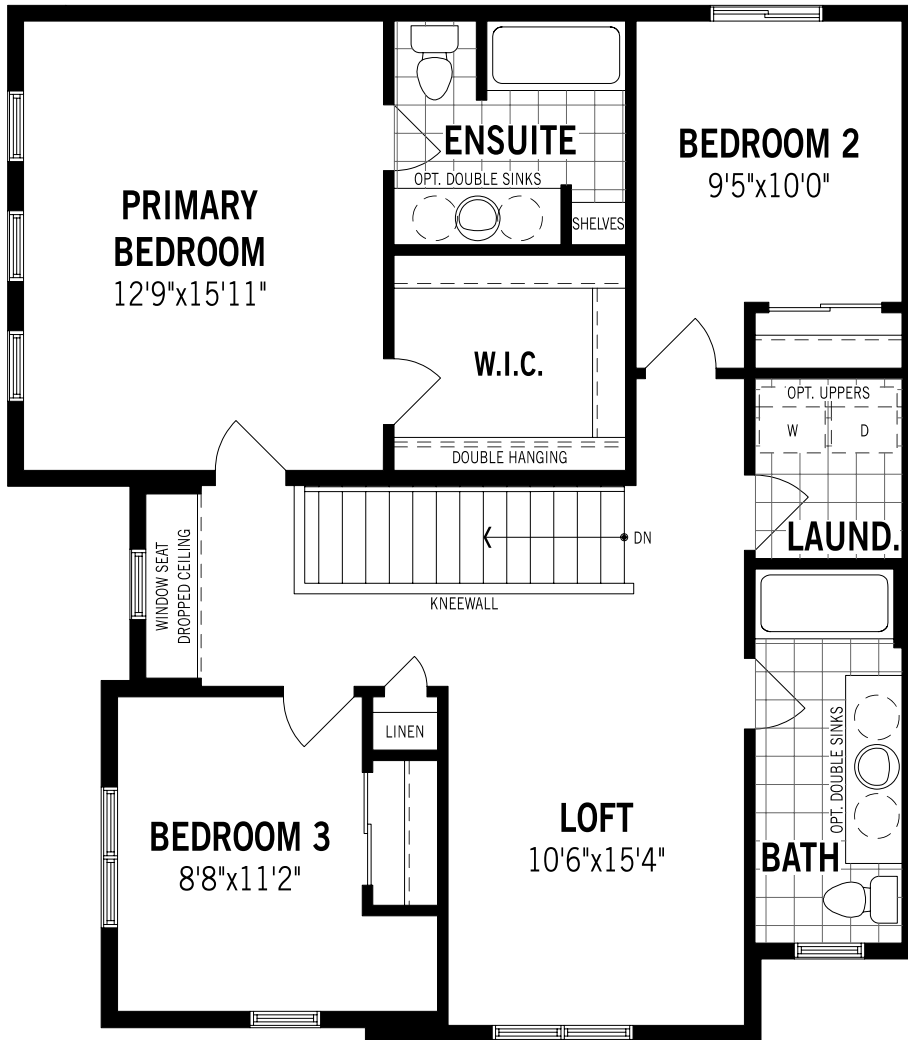 ENSUITE
OPT. DOUBLE SINKS
SHELVES
BEDROOM 2
9'5"x10'0"
PRIMARY
BEDROOM
12'9"x15'11"
W.I.C.
DOUBLE HANGING
OPT. UPPERS
W
D
LAUND.
DN
KNEEWALL
WINDOW SEAT
DROPPED CEILING
LINEN
BEDROOM 3
8'8"x11'2"
LOFT
10'6"x15'4"
OPT. DOUBLE SINKS
BATH